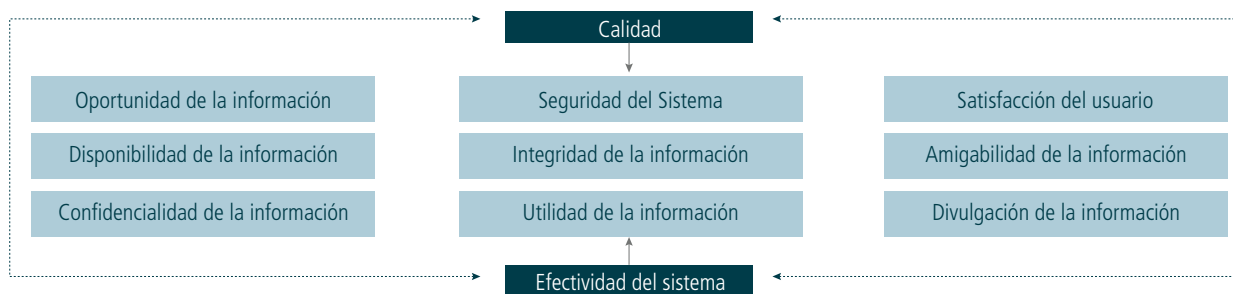 Calidad
Oportunidad de la información
Seguridad del Sistema
Satisfacción del usuario
Disponibilidad de la información
Integridad de la información
Amigabilidad de la información
Confidencialidad de la información
Utilidad de la información
Divulgación de la información
Efectividad del sistema